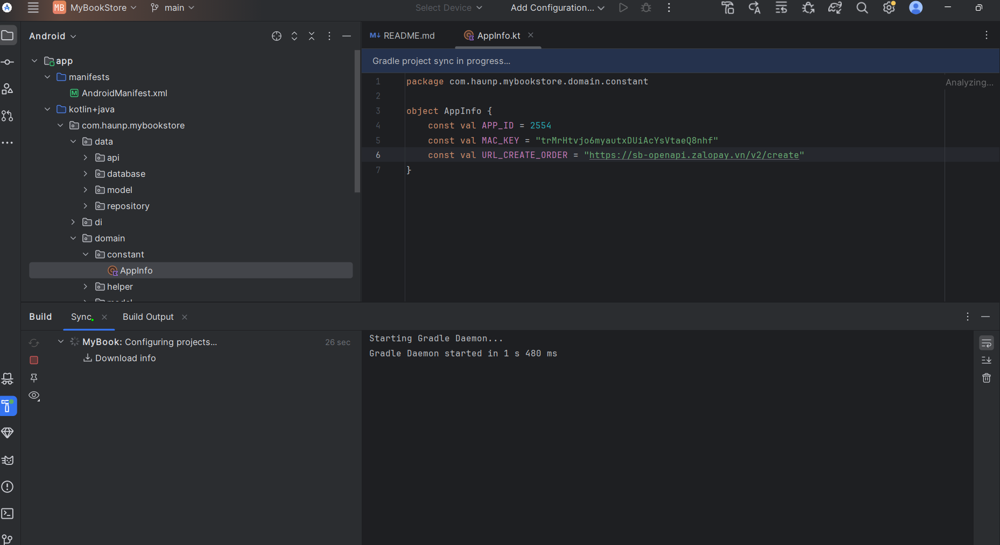 MB MyBookStore main Select Device Add Configuration...
Android
app
manifests
AndroidManifest.xml
kotlin+java
com.haunp.mybookstore
data
api
database
model
repository
di
domain
constant
AppInfo
helper
model
M↓ README.md AppInfo.kt
Gradle project sync in progress...
Analyzing...
1 package com.haunp.mybookstore.domain.constant
2
3 object AppInfo {
4 const val APP_ID = 2554
5 const val MAC_KEY = "trMrHtvjo6myautxDUiAcYsVtaeQ8nhf"
6 const val URL_CREATE_ORDER = "https://sb-openapi.zalopay.vn/v2/create"
7 }
Build Sync Build Output
MyBook: Configuring projects... 26 sec
Download info
Starting Gradle Daemon...
Gradle Daemon started in 1 s 480 ms